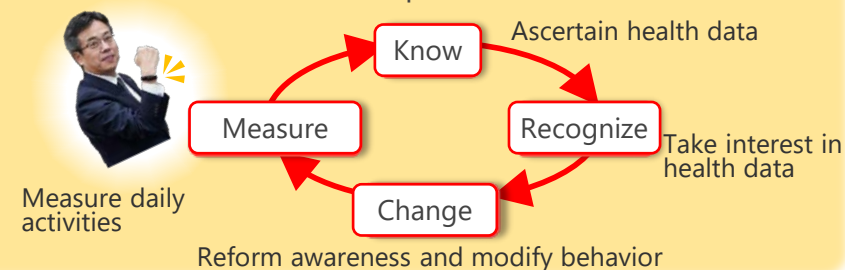 Know
Ascertain health data
Measure
Recognize
Take interest in
health data
Measure daily
activities
Change
Reform awareness and modify behavior